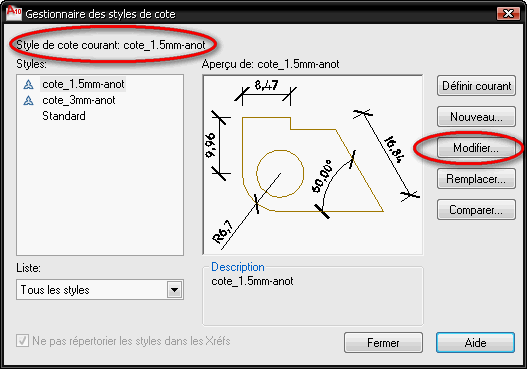 A10 Gestionnaire des styles de cote
Style de cote courant: cote_1.5mm-anot
Styles:
cote_1.5mm-anot
cote_3mm-anot
Standard
Aperçu de: cote_1.5mm-anot
8,47
9,96
16,84
60,00°
R6,7
Définir courant
Nouveau...
Modifier...
Remplacer...
Comparer...
Liste:
Tous les styles
Description
cote_1.5mm-anot
Ne pas répertorier les styles dans les Xréfs
Fermer
Aide